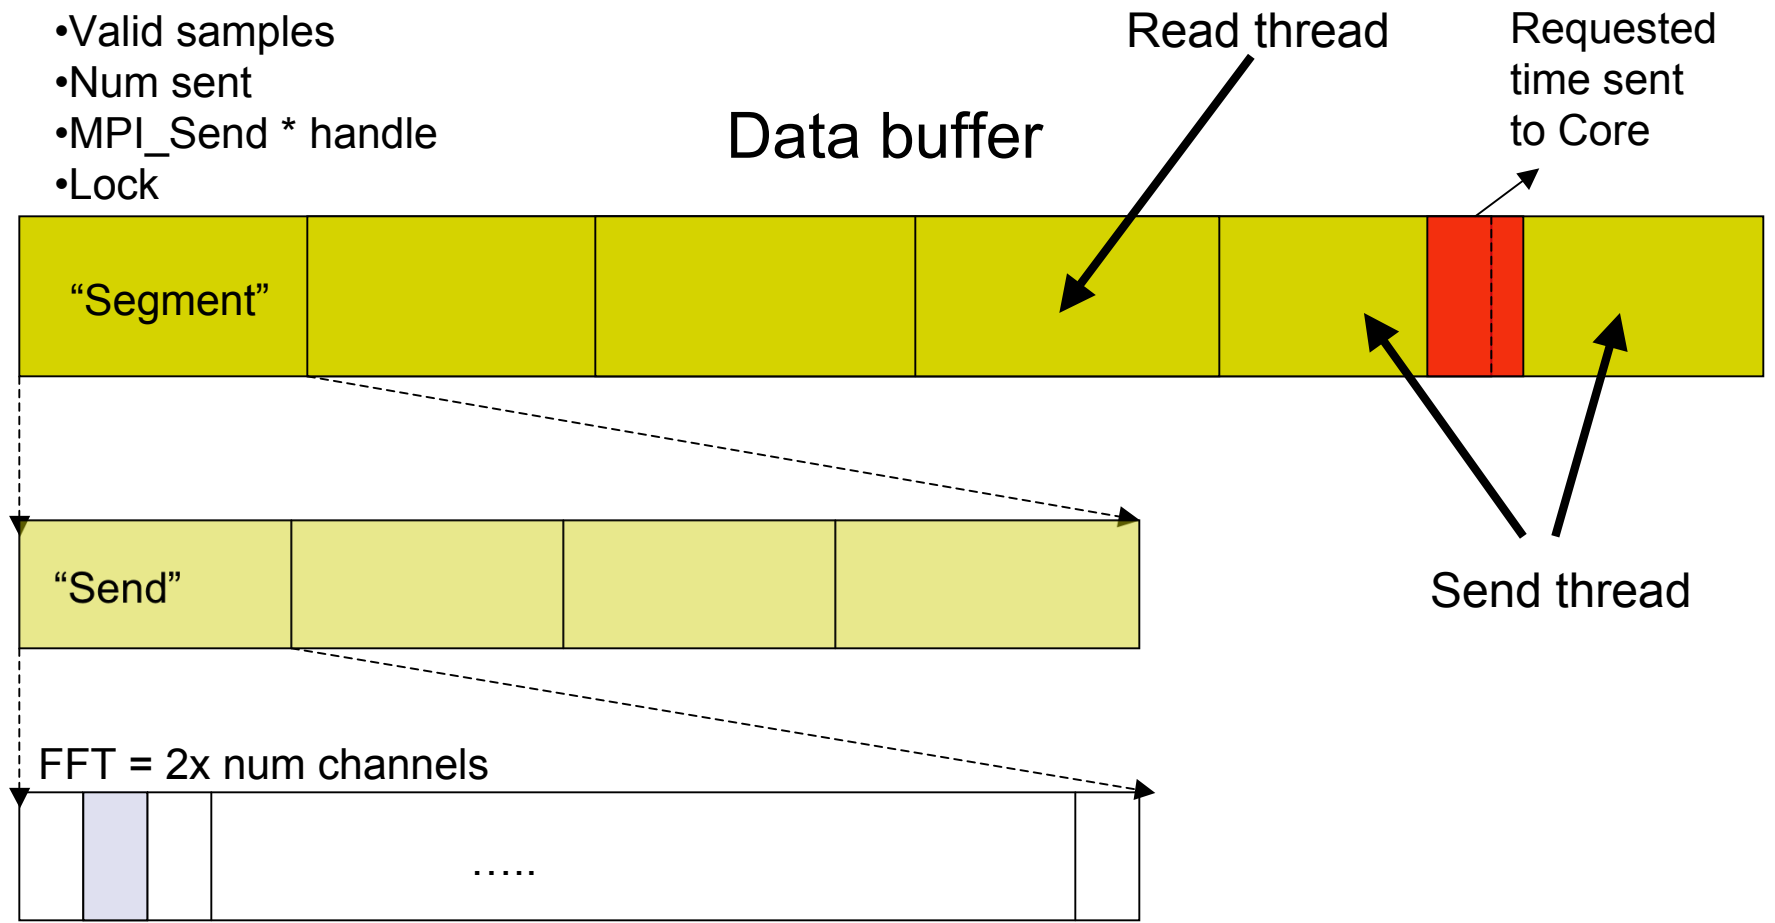 •Valid samples
•Num sent
•MPI_Send * handle
•Lock
Data buffer
Read thread
Requested
time sent
to Core
“Segment”
“Send”
Send thread
FFT = 2x num channels
…..